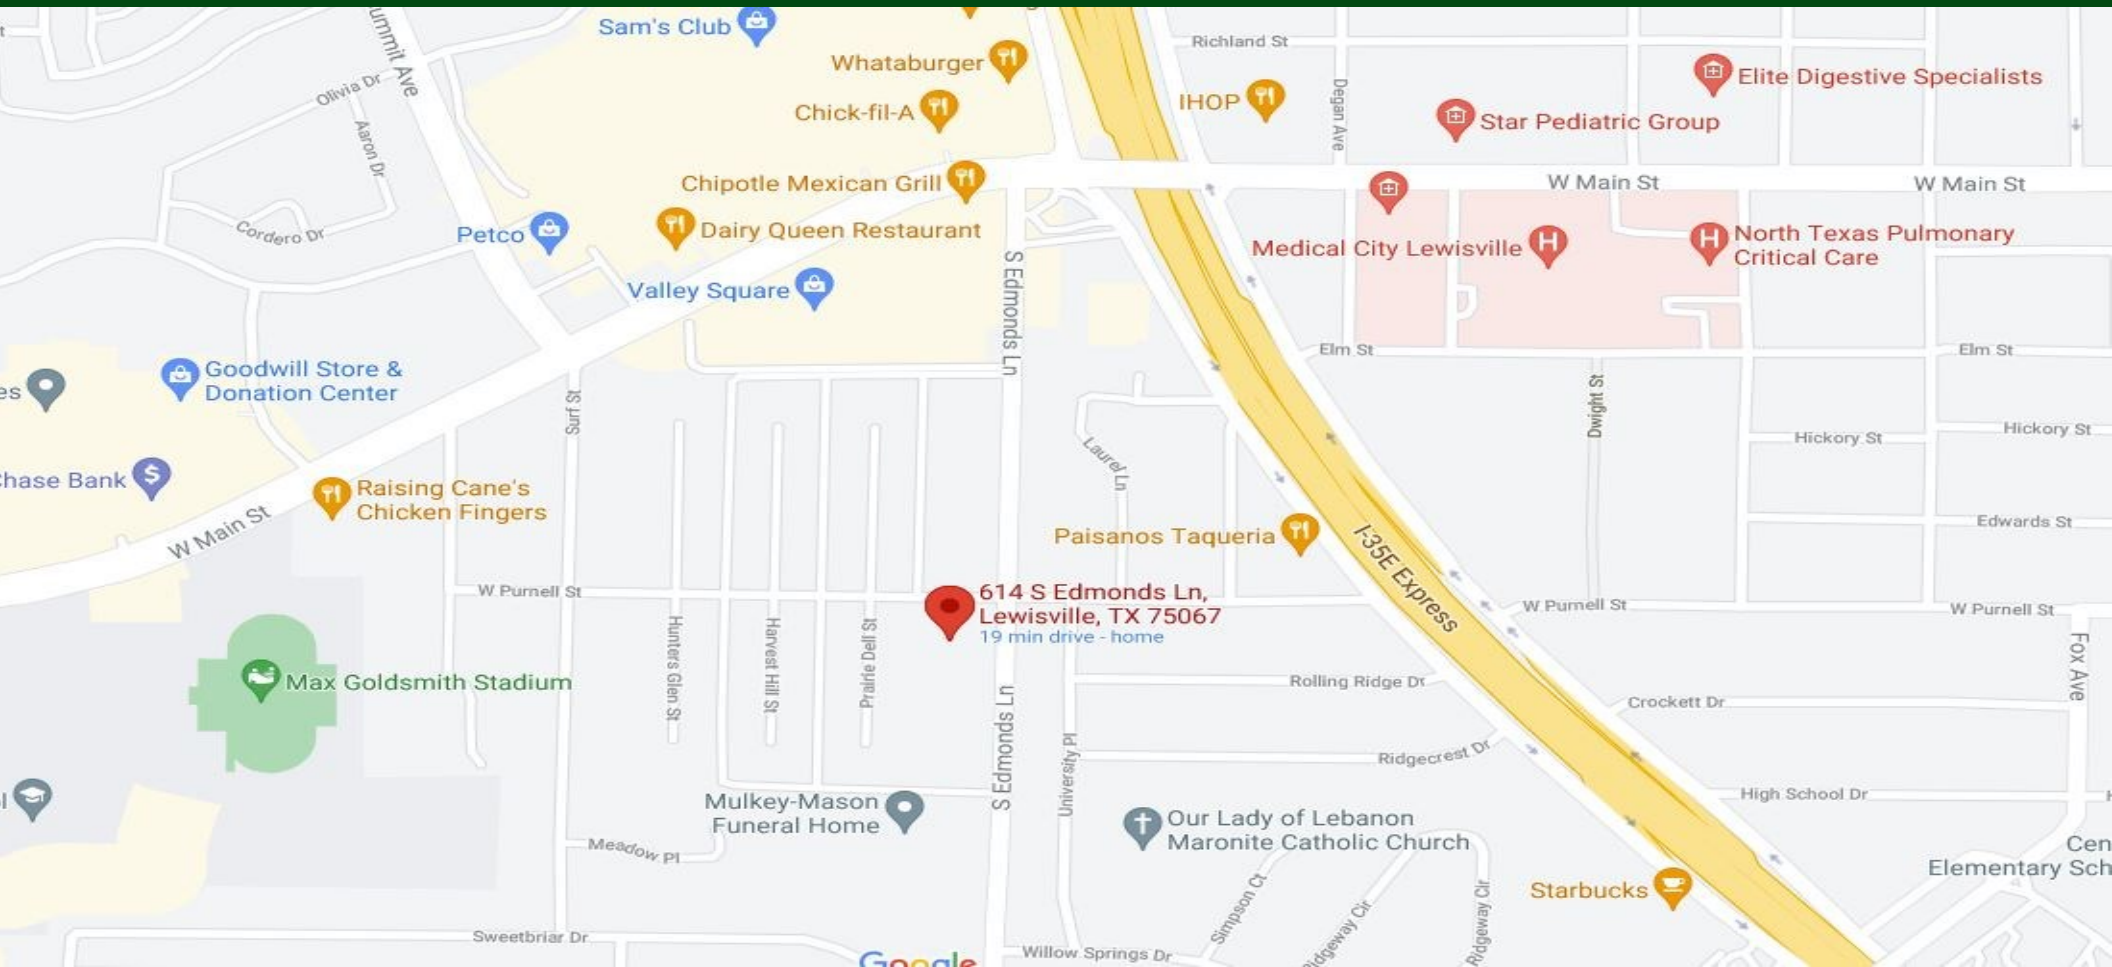 Sam's Club
Whataburger
Chick-fil-A
IHOP
Richland St
Degan Ave
Elite Digestive Specialists
Star Pediatric Group
Olivia Dr
Aaron Dr
Cordero Dr
Chipotle Mexican Grill
Petco
Dairy Queen Restaurant
Valley Square
S Edmonds Ln
W Main St
W Main St
Medical City Lewisville
North Texas Pulmonary
Critical Care
Elm St
Elm St
Goodwill Store &
Donation Center
Surf St
Dwight St
Laurel Ln
Hickory St
Hickory St
Bank
Raising Cane's
Chicken Fingers
W Main St
Paisanos Taqueria
I-35E Express
Edwards St
W Purnell St
614 S Edmonds Ln,
Lewisville, TX 75067
19 min drive - home
W Purnell St
W Purnell St
Hunters Glen St
Harvest Hill St
Prairie Dell St
Fox Ave
Max Goldsmith Stadium
Rolling Ridge Dr
Crockett Dr
S Edmonds Ln
University Pl
Ridgecrest Dr
High School Dr
Mulkey-Mason
Funeral Home
Our Lady of Lebanon
Maronite Catholic Church
Meadow Pl
Elementary
Starbucks
Simpson Ct
Cir
Ridgeway Cir
Sweetbriar Dr
Willow Springs Dr
Google